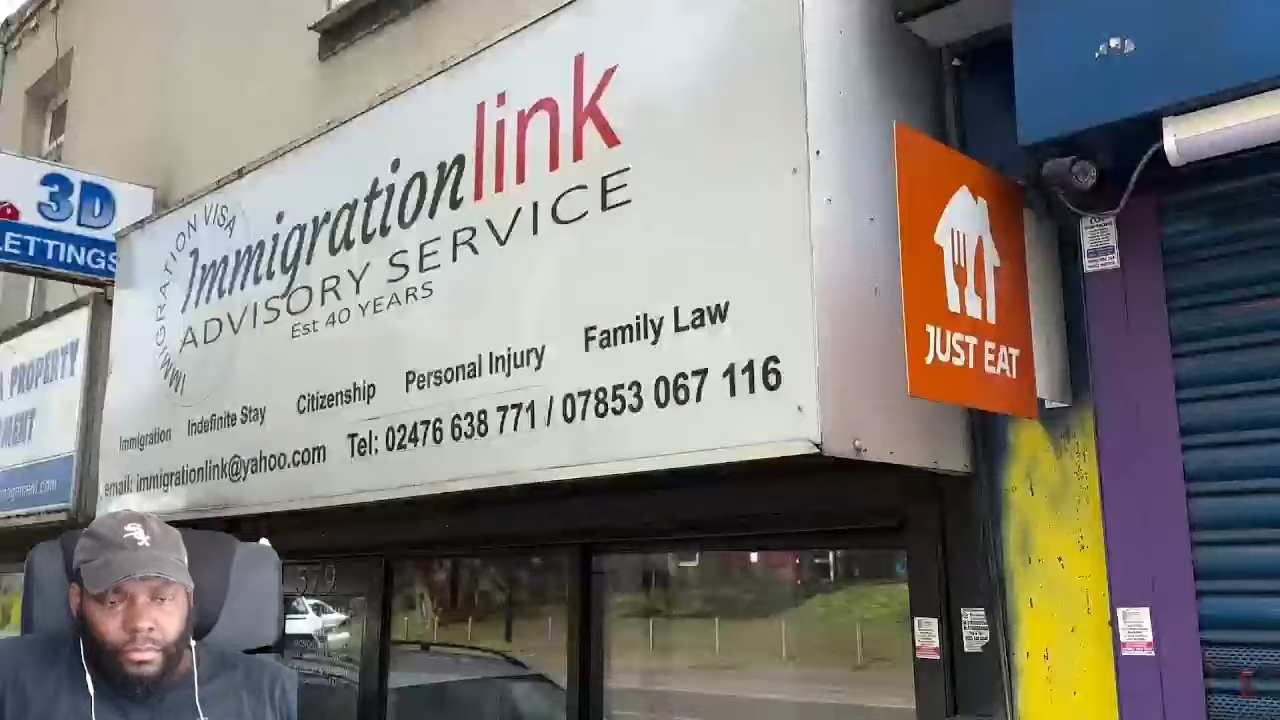 3D
LETTINGS
PROPERTY
IMMIGRATION VISA
Immigrationlink
ADVISORY SERVICE
Est 40 YEARS
Immigration Indefinite Stay Citizenship Personal Injury Family Law
email: immigrationlink@yahoo.com Tel: 02476 638 771 / 07853 067 116
JUST EAT
579